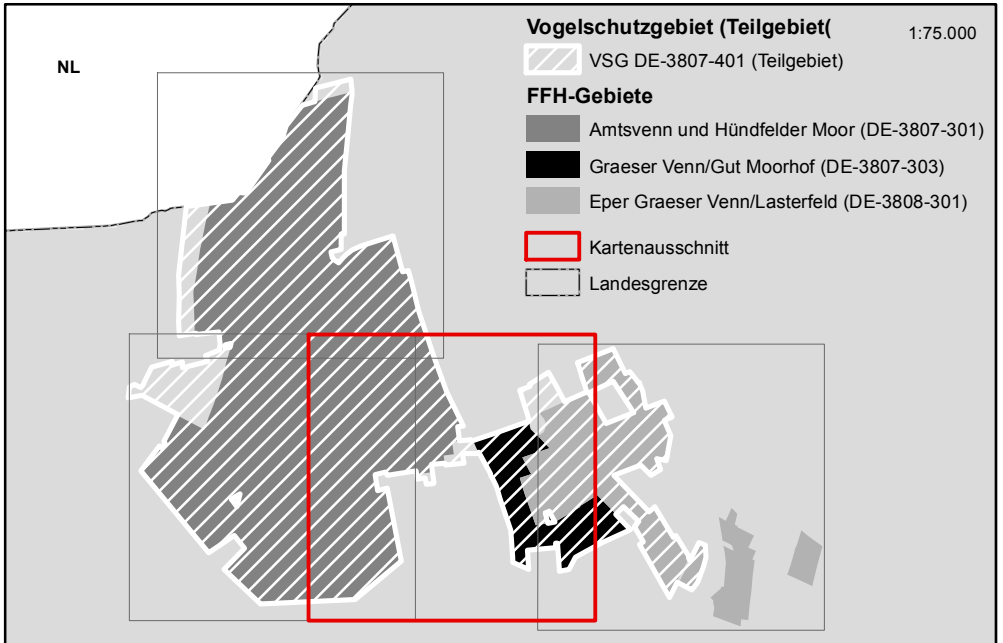 Vogelschutzgebiet (Teilgebiet(
1:75.000
NL
VSG DE-3807-401 (Teilgebiet)
FFH-Gebiete
Amtsvenn und Hündfelder Moor (DE-3807-301)
Graeser Venn/Gut Moorhof (DE-3807-303)
Eper Graeser Venn/Lasterfeld (DE-3808-301)
Kartenausschnitt
Landesgrenze